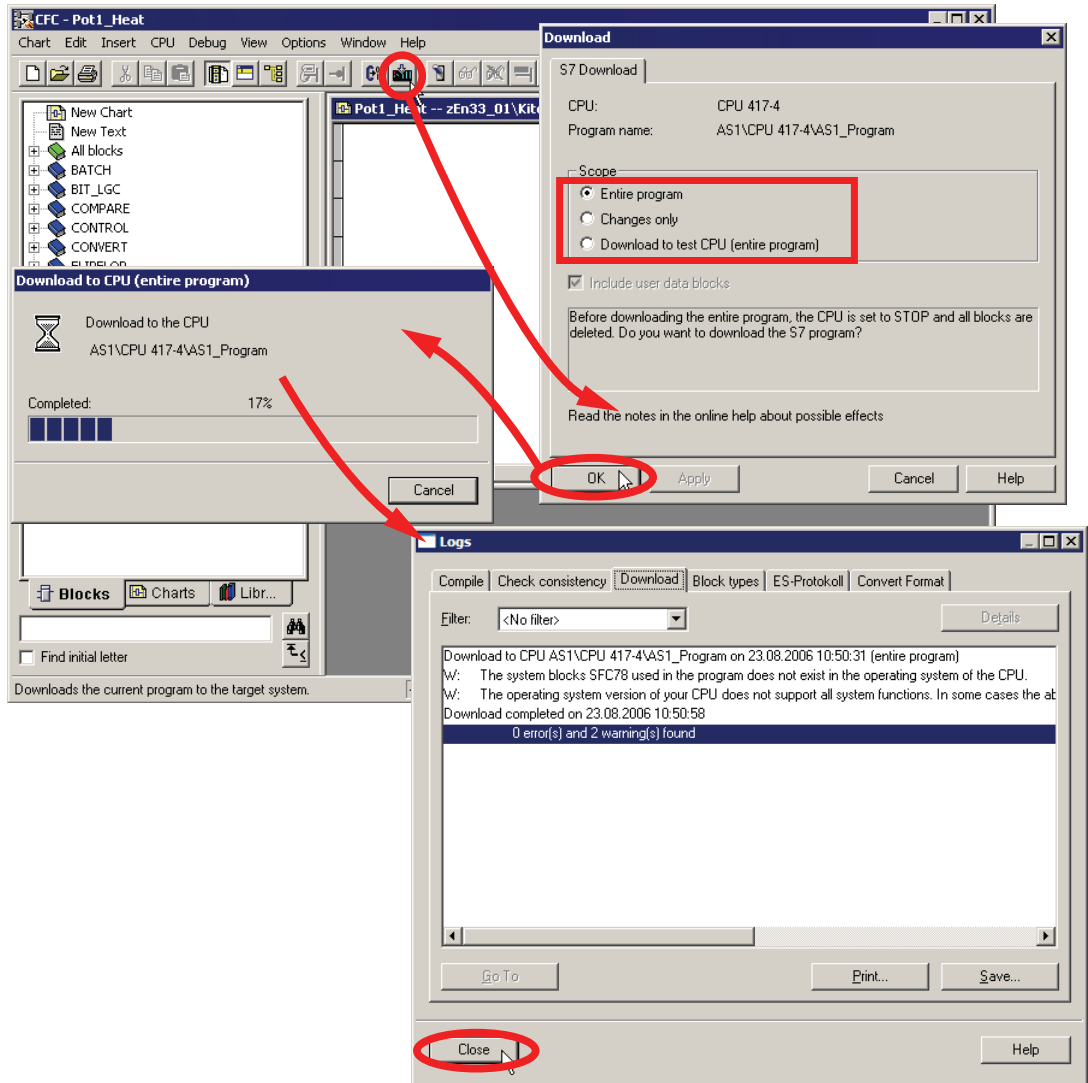 CFC - Pot1_Heat
Chart Edit Insert CPU Debug View Options Window Help
New Chart
New Text
All blocks
BATCH
BIT_LGC
COMPARE
CONTROL
CONVERT
Pot1_Heat -- zEn33_01\Kit
Download
S7 Download
CPU: CPU 417-4
Program name: AS1\CPU 417-4\AS1_Program
Scope
Entire program
Changes only
Download to test CPU (entire program)
Include user data blocks
Before downloading the entire program, the CPU is set to STOP and all blocks are
deleted. Do you want to download the S7 program?
Read the notes in the online help about possible effects
OK Apply Cancel Help
Download to CPU (entire program)
Download to the CPU
AS1\CPU 417-4\AS1_Program
Completed: 17%
Cancel
Blocks Charts Libr...
Find initial letter
Downloads the current program to the target system.
Logs
Compile Check consistency Download Block types ES-Protokoll Convert Format
Filter: <No filter> Details
Download to CPU AS1\CPU 417-4\AS1_Program on 23.08.2006 10:50:31 (entire program)
W: The system blocks SFC78 used in the program does not exist in the operating system of the CPU.
W: The operating system version of your CPU does not support all system functions. In some cases the ab
Download completed on 23.08.2006 10:50:58
0 error(s) and 2 warning(s) found
Go To Print... Save...
Close Help